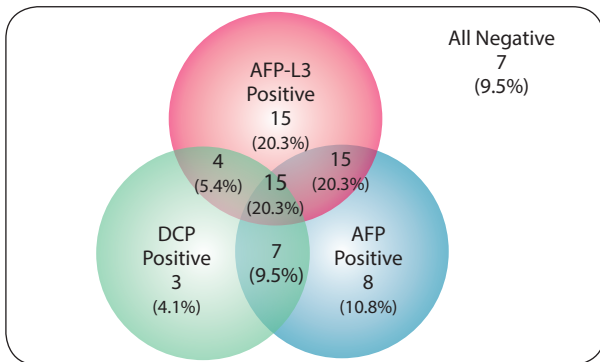 All Negative
7
(9.5%)
AFP-L3
Positive
15
(20.3%)
4
(5.4%)
15
(20.3%)
15
(20.3%)
DCP
Positive
3
(4.1%)
7
(9.5%)
AFP
Positive
8
(10.8%)